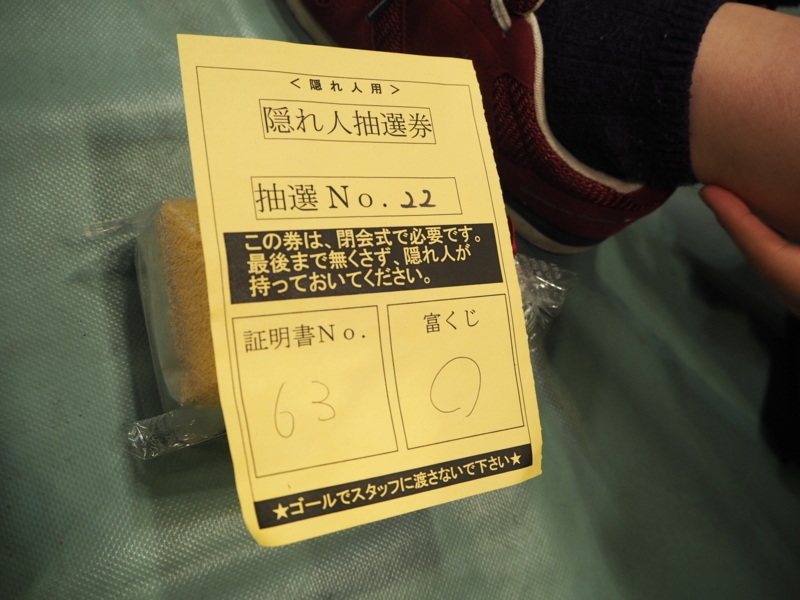 ＜隠れ人用＞
隠れ人抽選券
抽選No. 22
この券は、閉会式で必要です。
最後まで無くさず、隠れ人が
持っておいてください。
証明書No.
63
富くじ
○
★ゴールでスタッフに渡さないで下さい★